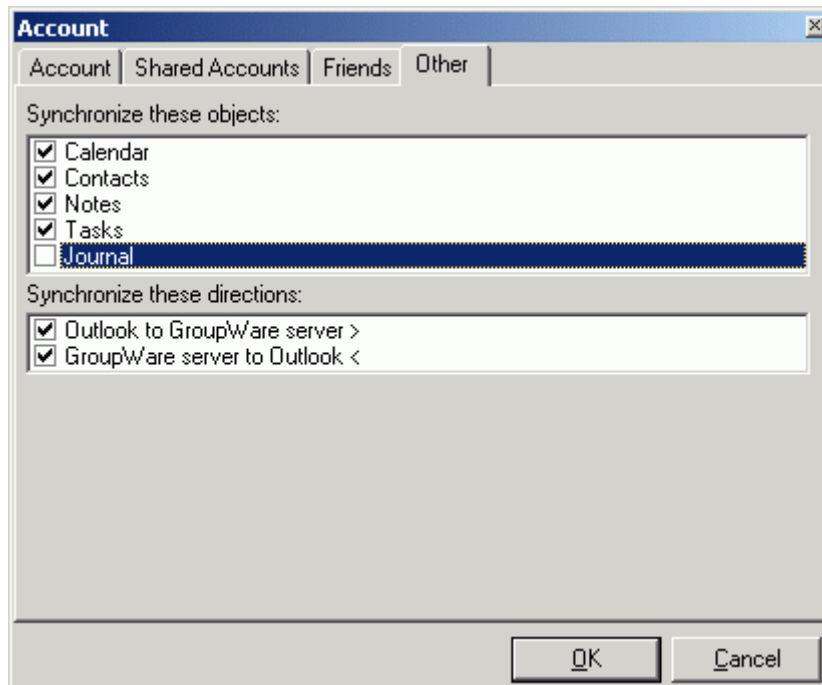 Account
Account Shared Accounts Friends Other
Synchronize these objects:
Calendar
Contacts
Notes
Tasks
Journal
Synchronize these directions:
Outlook to GroupWare server >
GroupWare server to Outlook <
OK Cancel